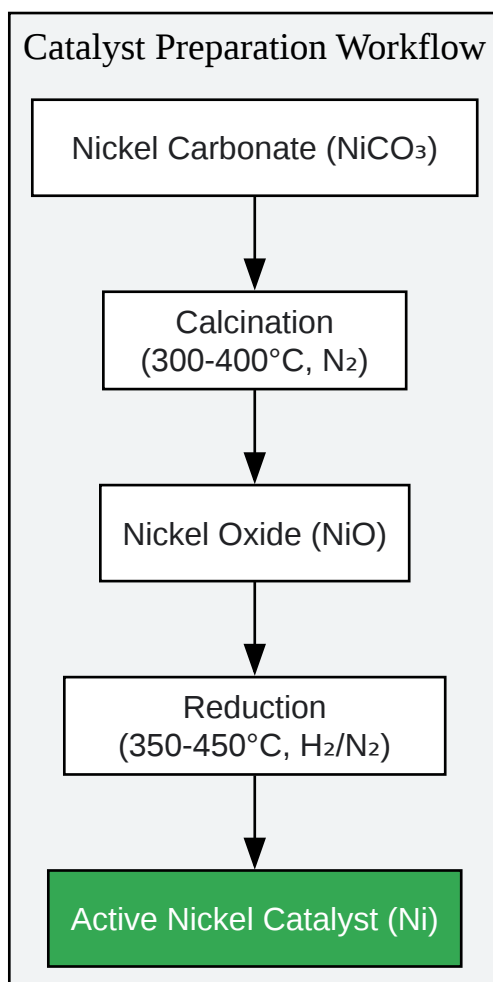 Catalyst Preparation Workflow
Nickel Carbonate (NiCO₃)
Calcination
(300-400°C, N₂)
Nickel Oxide (NiO)
Reduction
(350-450°C, H₂/N₂)
Active Nickel Catalyst (Ni)